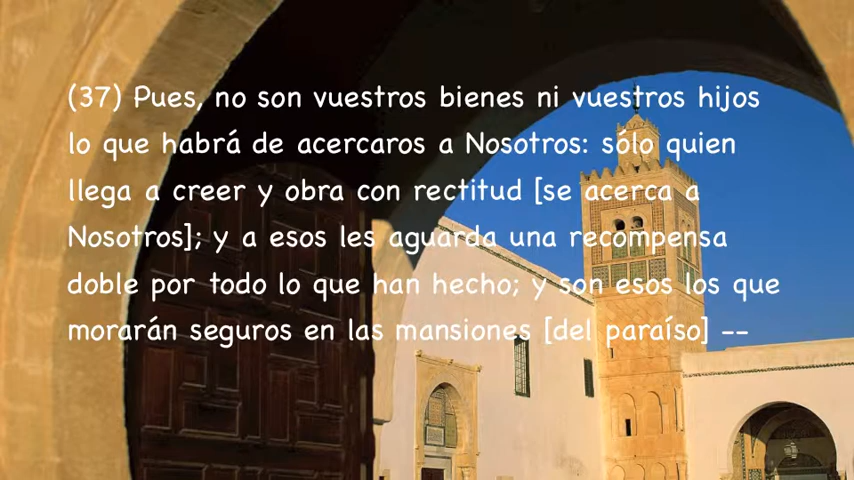 (37) Pues, no son vuestros bienes ni vuestros hijos
lo que habrá de acercaros a Nosotros: sólo quien
llega a creer y obra con rectitud [se acerca a
Nosotros]; y a esos les aguarda una recompensa
doble por todo lo que han hecho; y son esos los que
morarán seguros en las mansiones [del paraíso] --